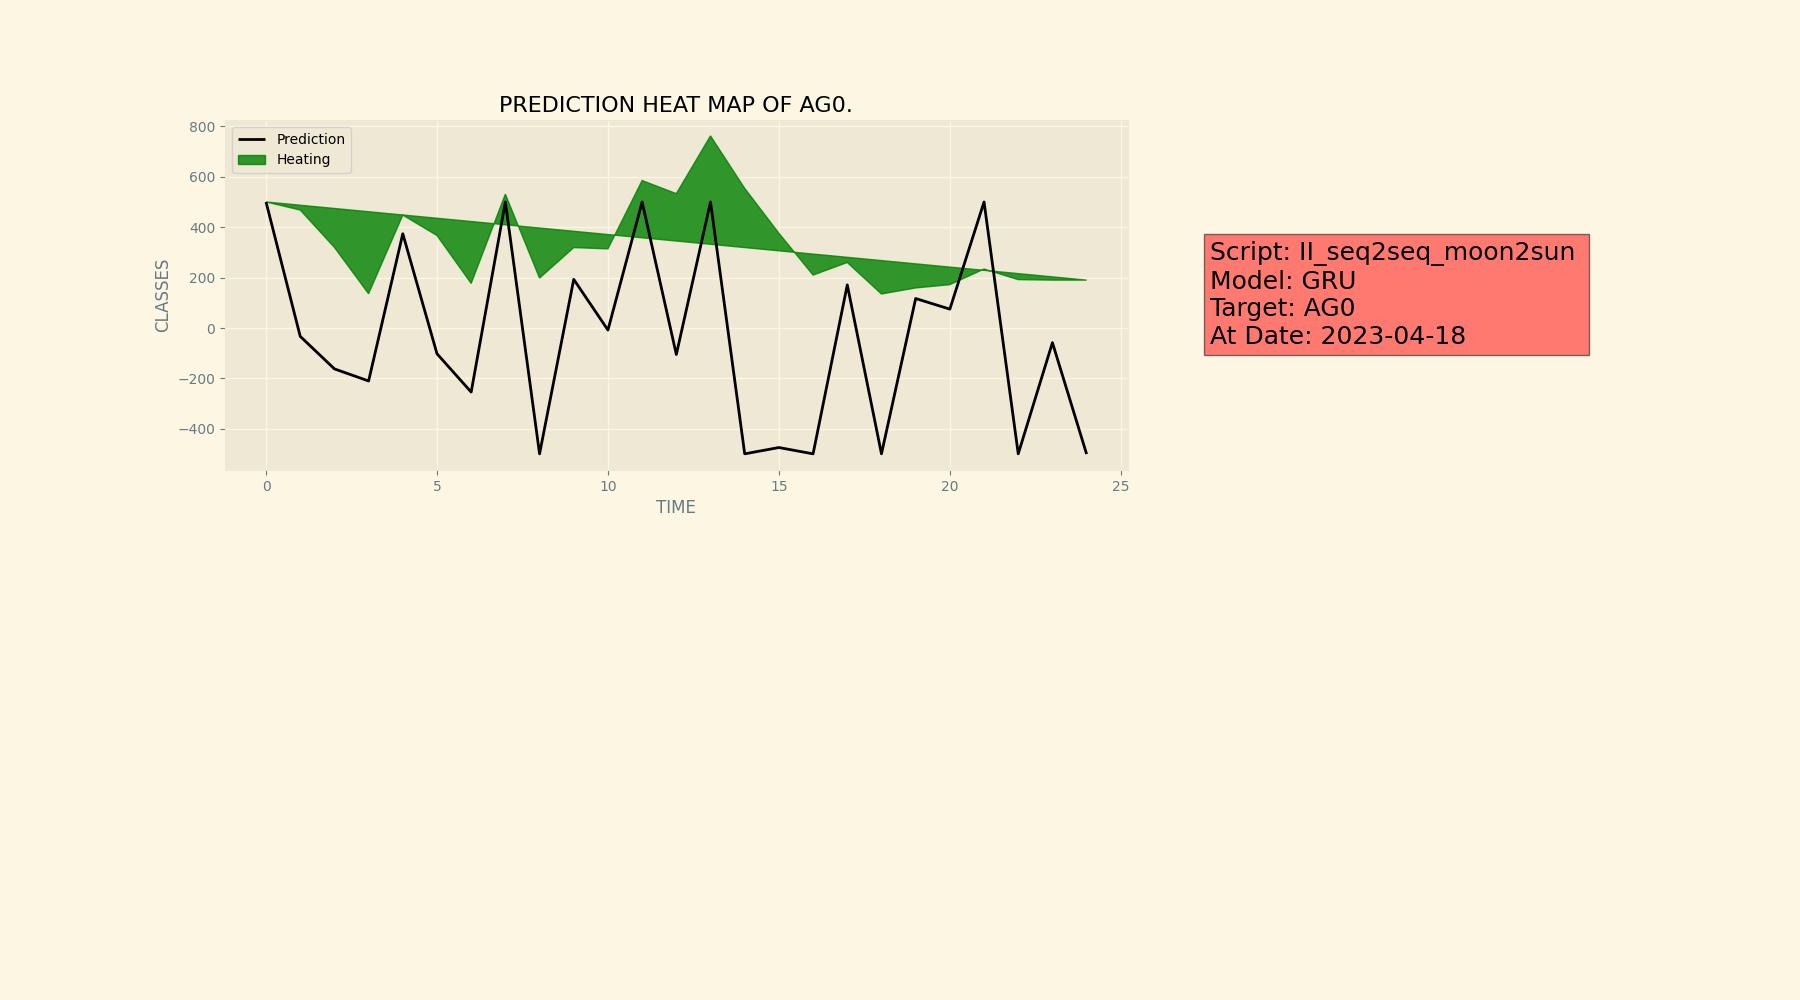 PREDICTION HEAT MAP OF AG0.
Prediction
Heating
800
600
400
200
0
−200
−400
CLASSES
0
5
10
15
20
25
TIME
Script: II_seq2seq_moon2sun
Model: GRU
Target: AG0
At Date: 2023-04-18